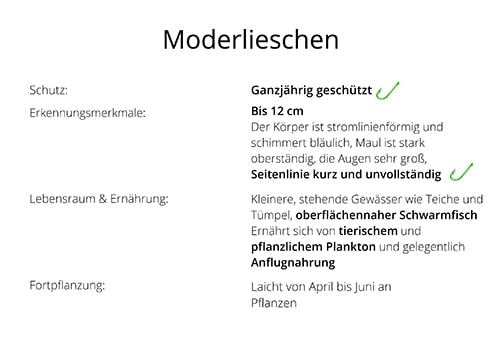 Moderlieschen
Schutz: Ganzjährig geschützt
Erkennungsmerkmale: Bis 12 cm
Der Körper ist stromlinienförmig und
schimmert bläulich, Maul ist stark
oberständig, die Augen sehr groß,
Seitenlinie kurz und unvollständig
Lebensraum & Ernährung: Kleinere, stehende Gewässer wie Teiche und
Tümpel, oberflächennaher Schwarmfisch
Ernährt sich von tierischem und
pflanzlichem Plankton und gelegentlich
Anflugnahrung
Fortpflanzung: Laicht von April bis Juni an
Pflanzen